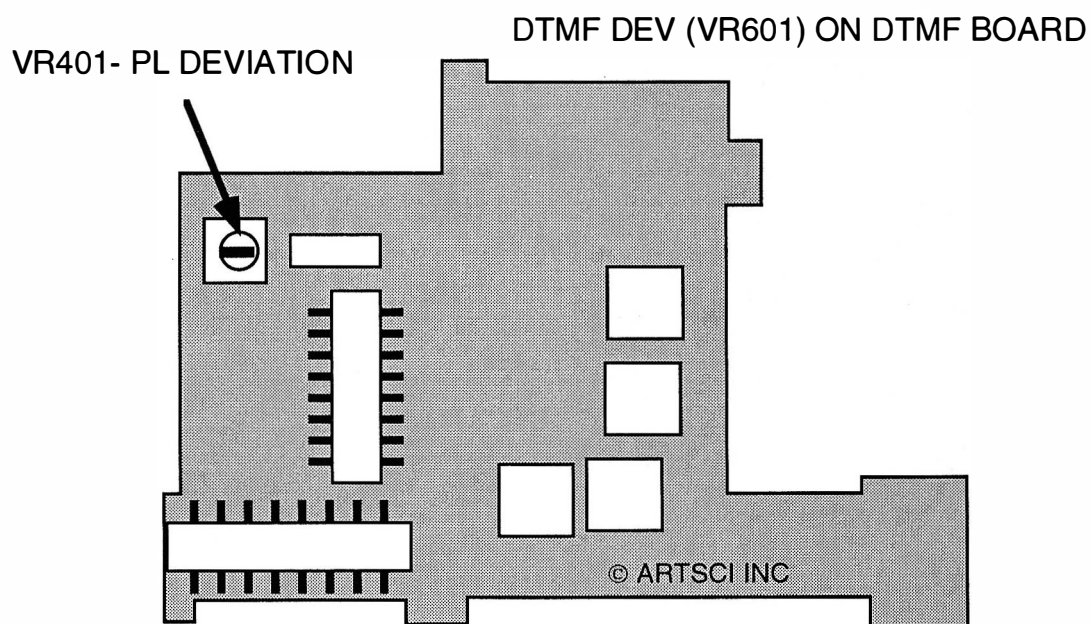 DTMF DEV (VR601) ON DTMF BOARD
VR401- PL DEVIATION
© ARTSCI INC